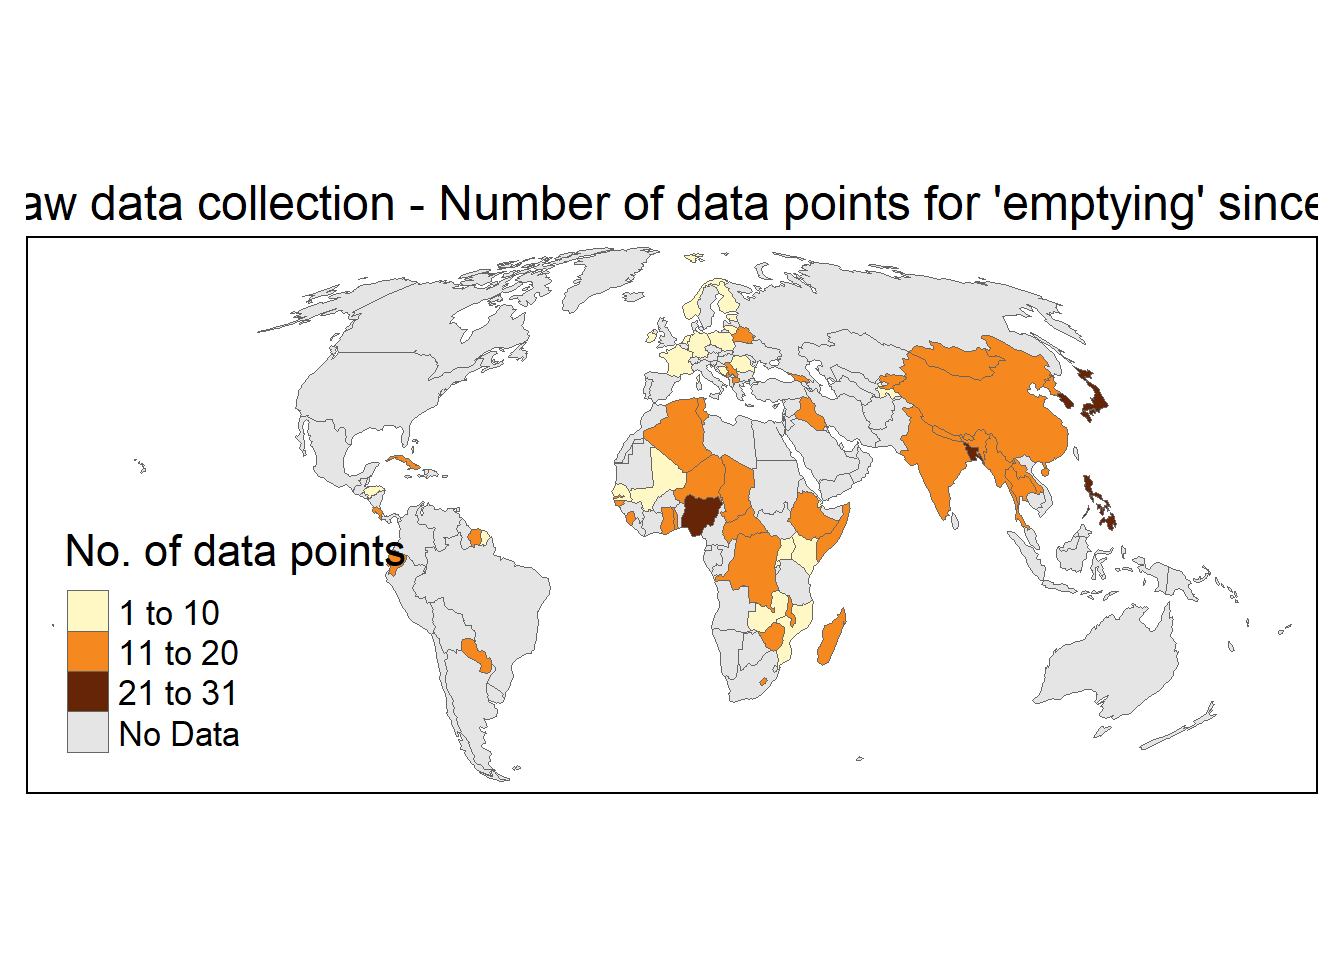 aw data collection - Number of data points for 'emptying' since
No. of data points
1 to 10
11 to 20
21 to 31
No Data